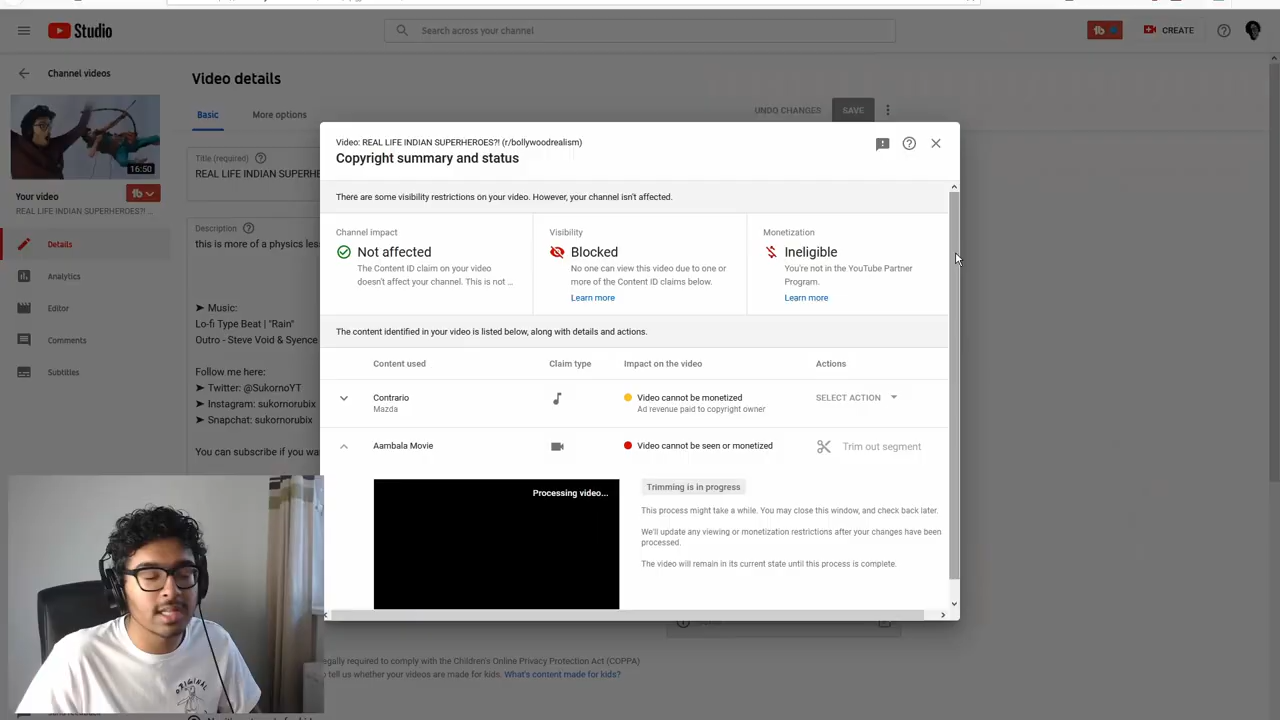 Studio
Search across your channel
CREATE
Channel videos
Video details
Basic
More options
UNDO CHANGES
SAVE
16:50
Your video
REAL LIFE INDIAN SUPERHEROES?! ...
Details
Analytics
Editor
Comments
Subtitles
Title (required)
REAL LIFE INDIAN SUPERHE
Description
this is more of a physics les
➤ Music:
Lo-fi Type Beat | "Rain"
Outro - Steve Void & Syence
Follow me here:
➤ Twitter: @SukornoYT
➤ Instagram: sukornorubix
➤ Snapchat: sukornorubix
You can subscribe if you wa
Video: REAL LIFE INDIAN SUPERHEROES?! (r/bollywoodrealism)
Copyright summary and status
There are some visibility restrictions on your video. However, your channel isn't affected.
Channel impact
Not affected
The Content ID claim on your video
doesn't affect your channel. This is not ...
Visibility
Blocked
No one can view this video due to one or
more of the Content ID claims below.
Learn more
Monetization
Ineligible
You're not in the YouTube Partner
Program.
Learn more
The content identified in your video is listed below, along with details and actions.
Content used
Claim type
Impact on the video
Actions
Contrario
Mazda
Video cannot be monetized
Ad revenue paid to copyright owner
SELECT ACTION
Aambala Movie
Video cannot be seen or monetized
Trim out segment
Processing video...
Trimming is in progress
This process might take a while. You may close this window, and check back later.
We'll update any viewing or monetization restrictions after your changes have been
processed.
The video will remain in its current state until this process is complete.
egally required to comply with the Children's Online Privacy Protection Act (COPPA)
tell us whether your videos are made for kids. What's content made for kids?
ORIGINAL